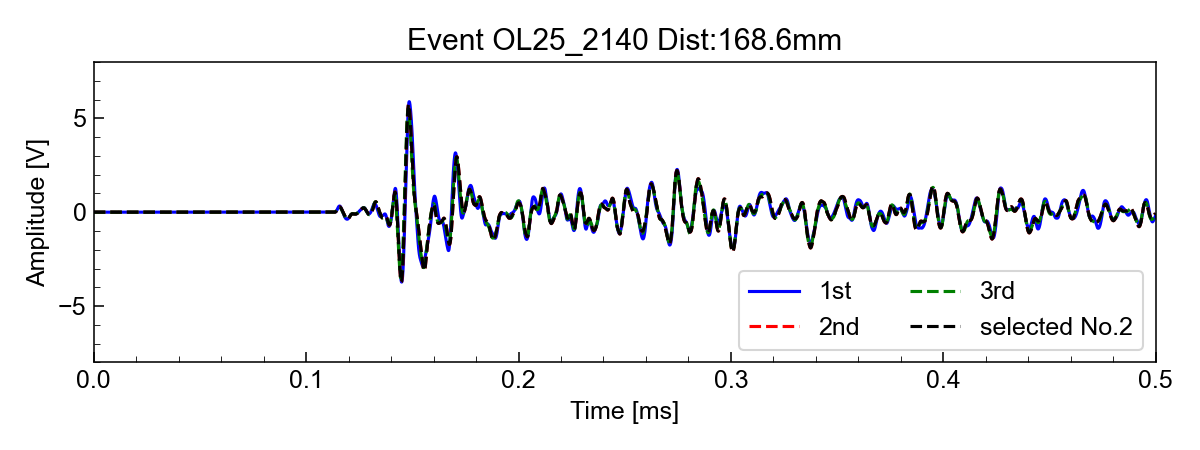 Event OL25_2140 Dist:168.6mm
Amplitude [V]
5
0
−5
1st
2nd
3rd
selected No.2
0.0 0.1 0.2 0.3 0.4 0.5
Time [ms]